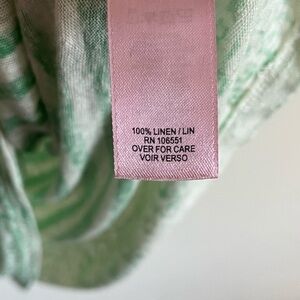 100% LINEN / LIN
RN 106551
OVER FOR CARE
VOIR VERSO